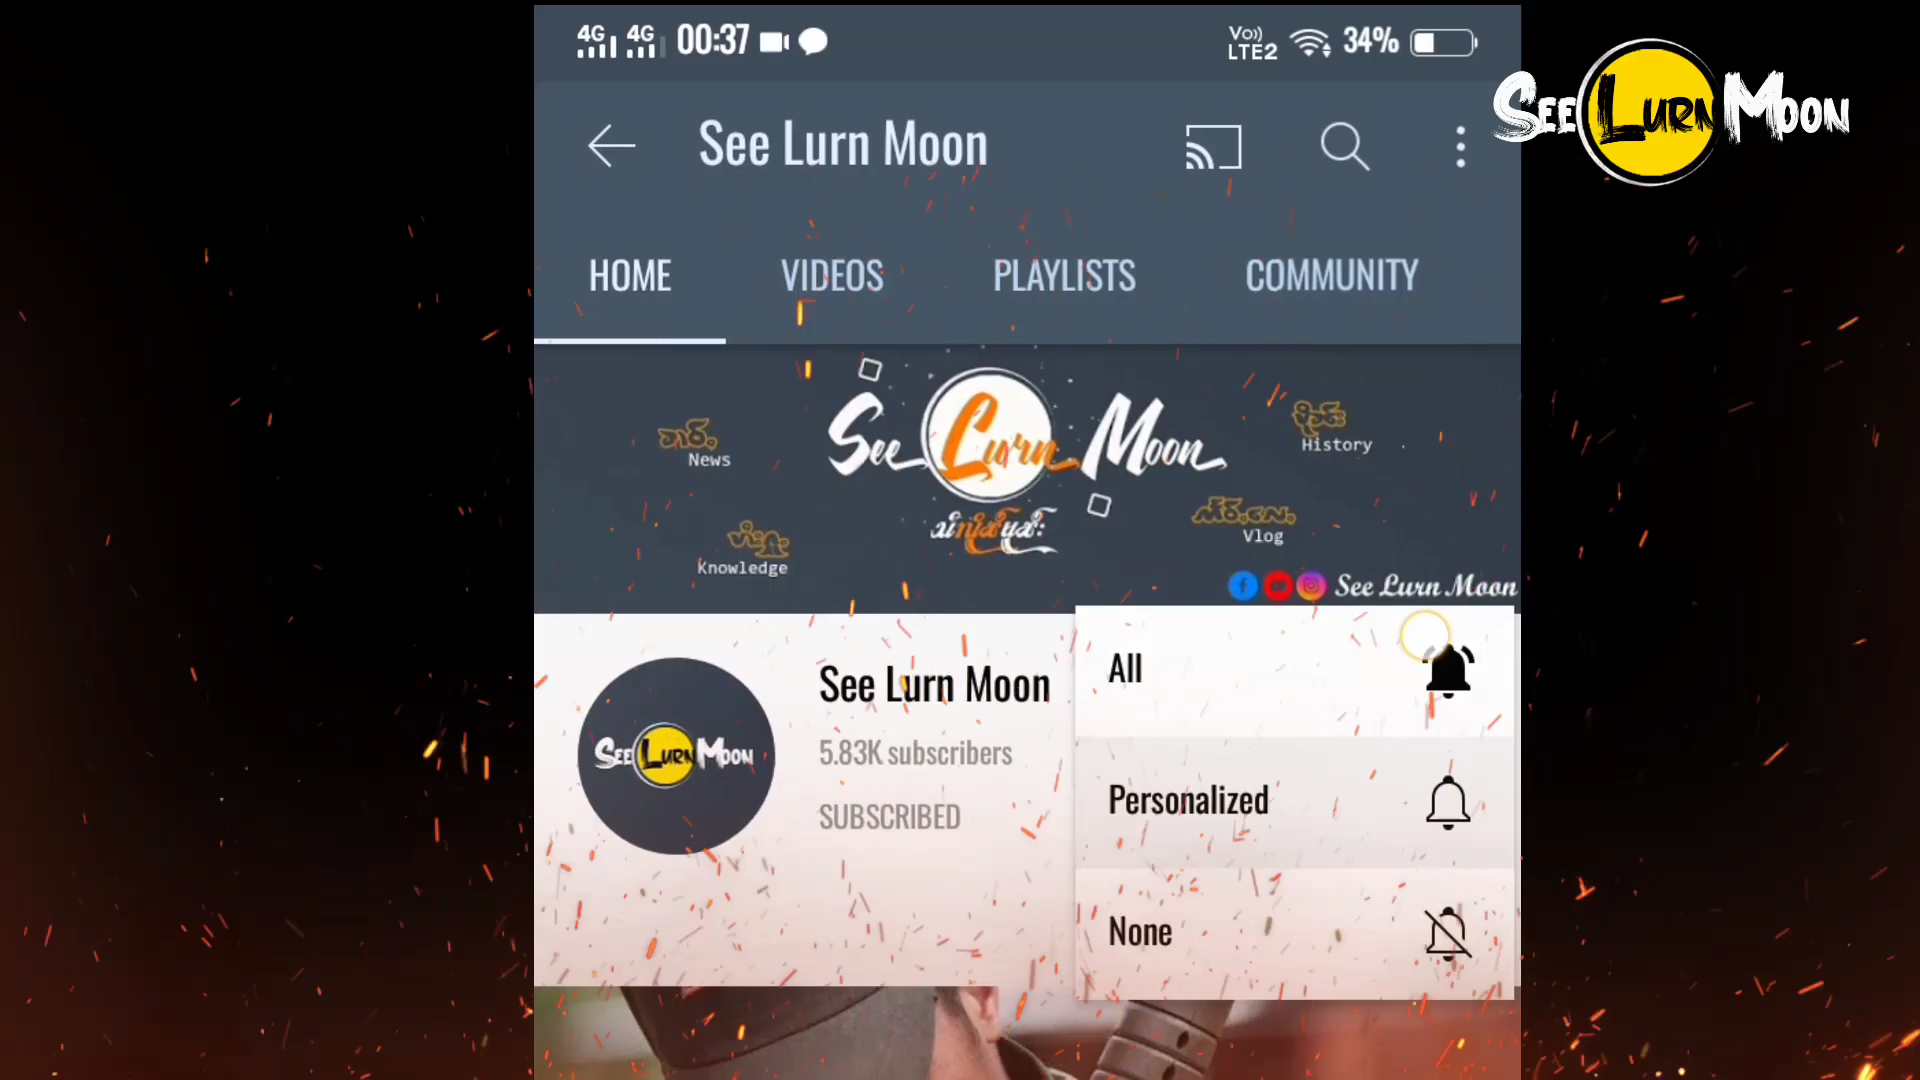 4G 4G 00:37 Vo)) LTE2 34%
See Lurn Moon
See Lurn Moon
HOME VIDEOS PLAYLISTS COMMUNITY
See Lurn Moon
News
History
Vlog
Knowledge
See Lurn Moon
See Lurn Moon
See Lurn Moon
5.83K subscribers
SUBSCRIBED
All
Personalized
None